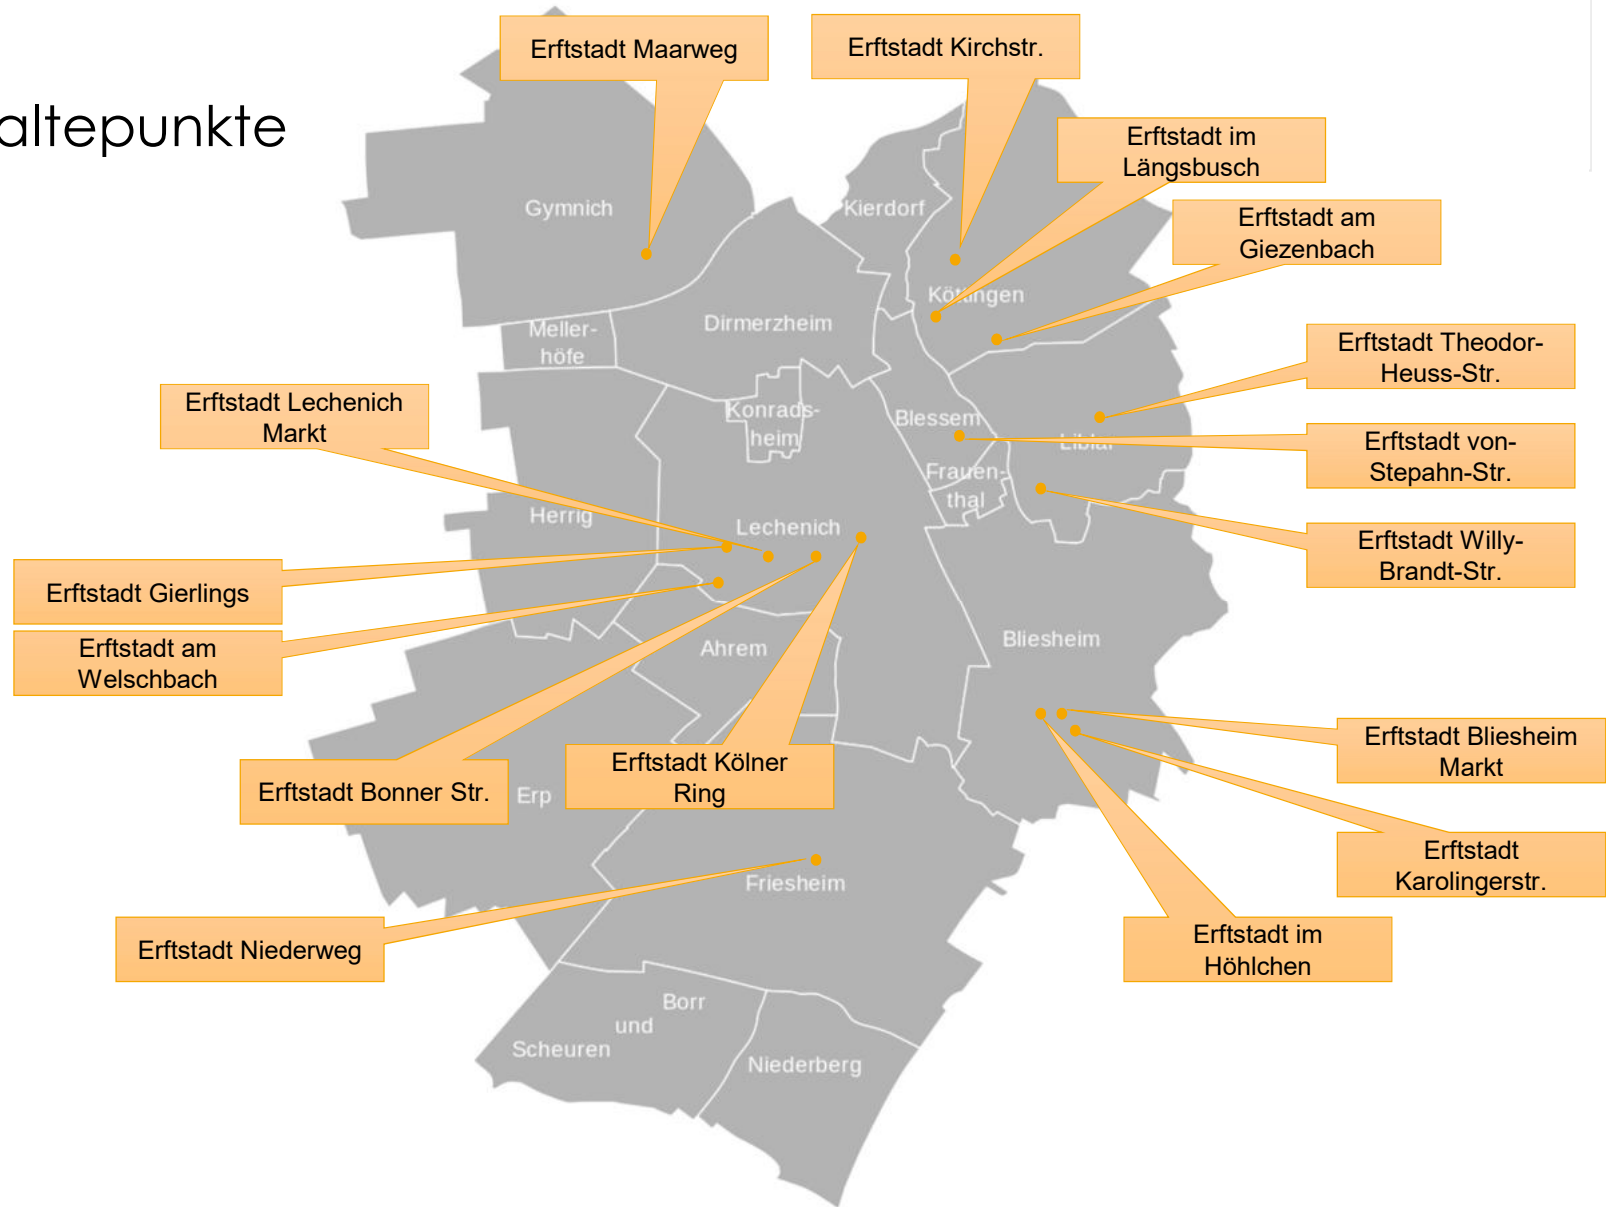 altepunkte
Erftstadt Maarweg
Erftstadt Kirchstr.
Erftstadt im
Längsbusch
Erftstadt am
Giezenbach
Gymnich
Kierdorf
Köttingen
Dirmerzheim
Meller-
höfe
Erftstadt Theodor-
Heuss-Str.
Erftstadt Lechenich
Markt
Konrads-
heim
Blessem
Liblar
Erftstadt von-
Stepahn-Str.
Frauen-
thal
Herrig
Lechenich
Erftstadt Willy-
Brandt-Str.
Erftstadt Gierlings
Erftstadt am
Welschbach
Ahrem
Bliesheim
Erftstadt Bliesheim
Markt
Erftstadt Kölner
Ring
Erftstadt Bonner Str.
Erp
Erftstadt
Karolingerstr.
Friesheim
Erftstadt Niederweg
Erftstadt im
Höhlchen
Borr
und
Scheuren
Niederberg